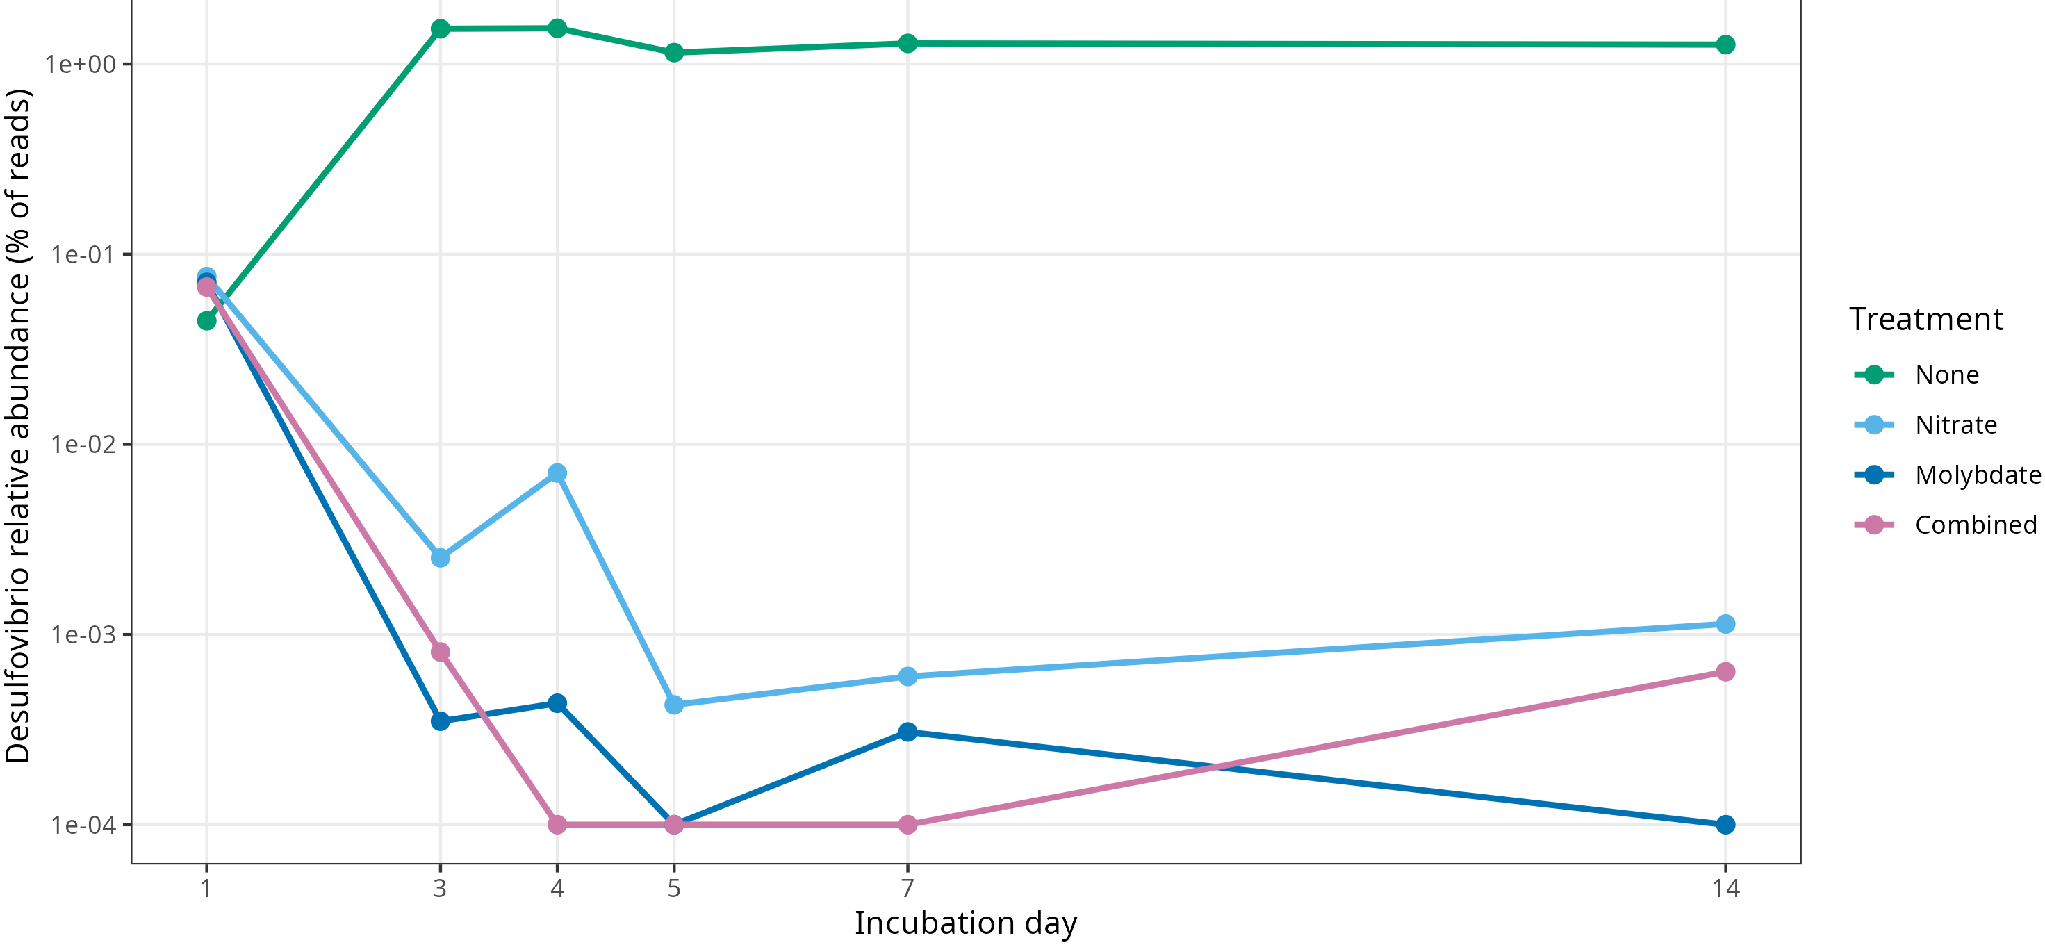 Desulfovibrio relative abundance (% of reads)
1e+00
1e-01
1e-02
1e-03
1e-04
1 3 4 5 7 14
Incubation day
Treatment
None
Nitrate
Molybdate
Combined